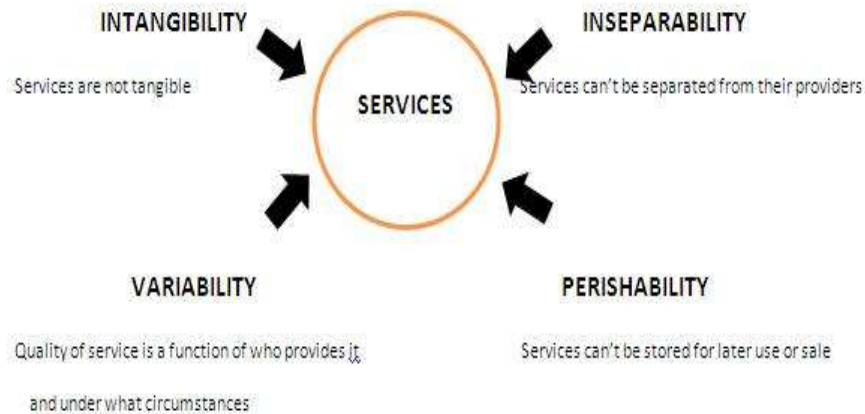 INTANGIBILITY
INSEPARABILITY
Services are not tangible
Services can't be separated from their providers
SERVICES
VARIABILITY
PERISHABILITY
Quality of service is a function of who provides it
and under what circumstances
Services can't be stored for later use or sale